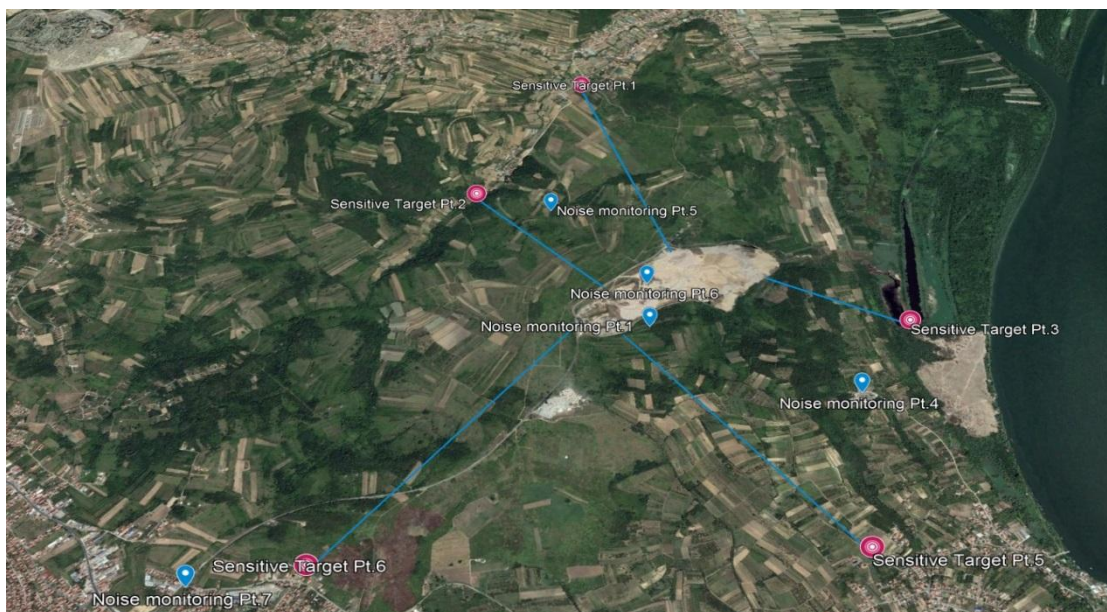 Sensitive Target Pt.1
Sensitive Target Pt.2
Noise monitoring Pt.5
Noise monitoring Pt.6
Noise monitoring Pt.1
Sensitive Target Pt.3
Noise monitoring Pt.4
Sensitive Target Pt.5
Sensitive Target Pt.6
Noise monitoring Pt.7